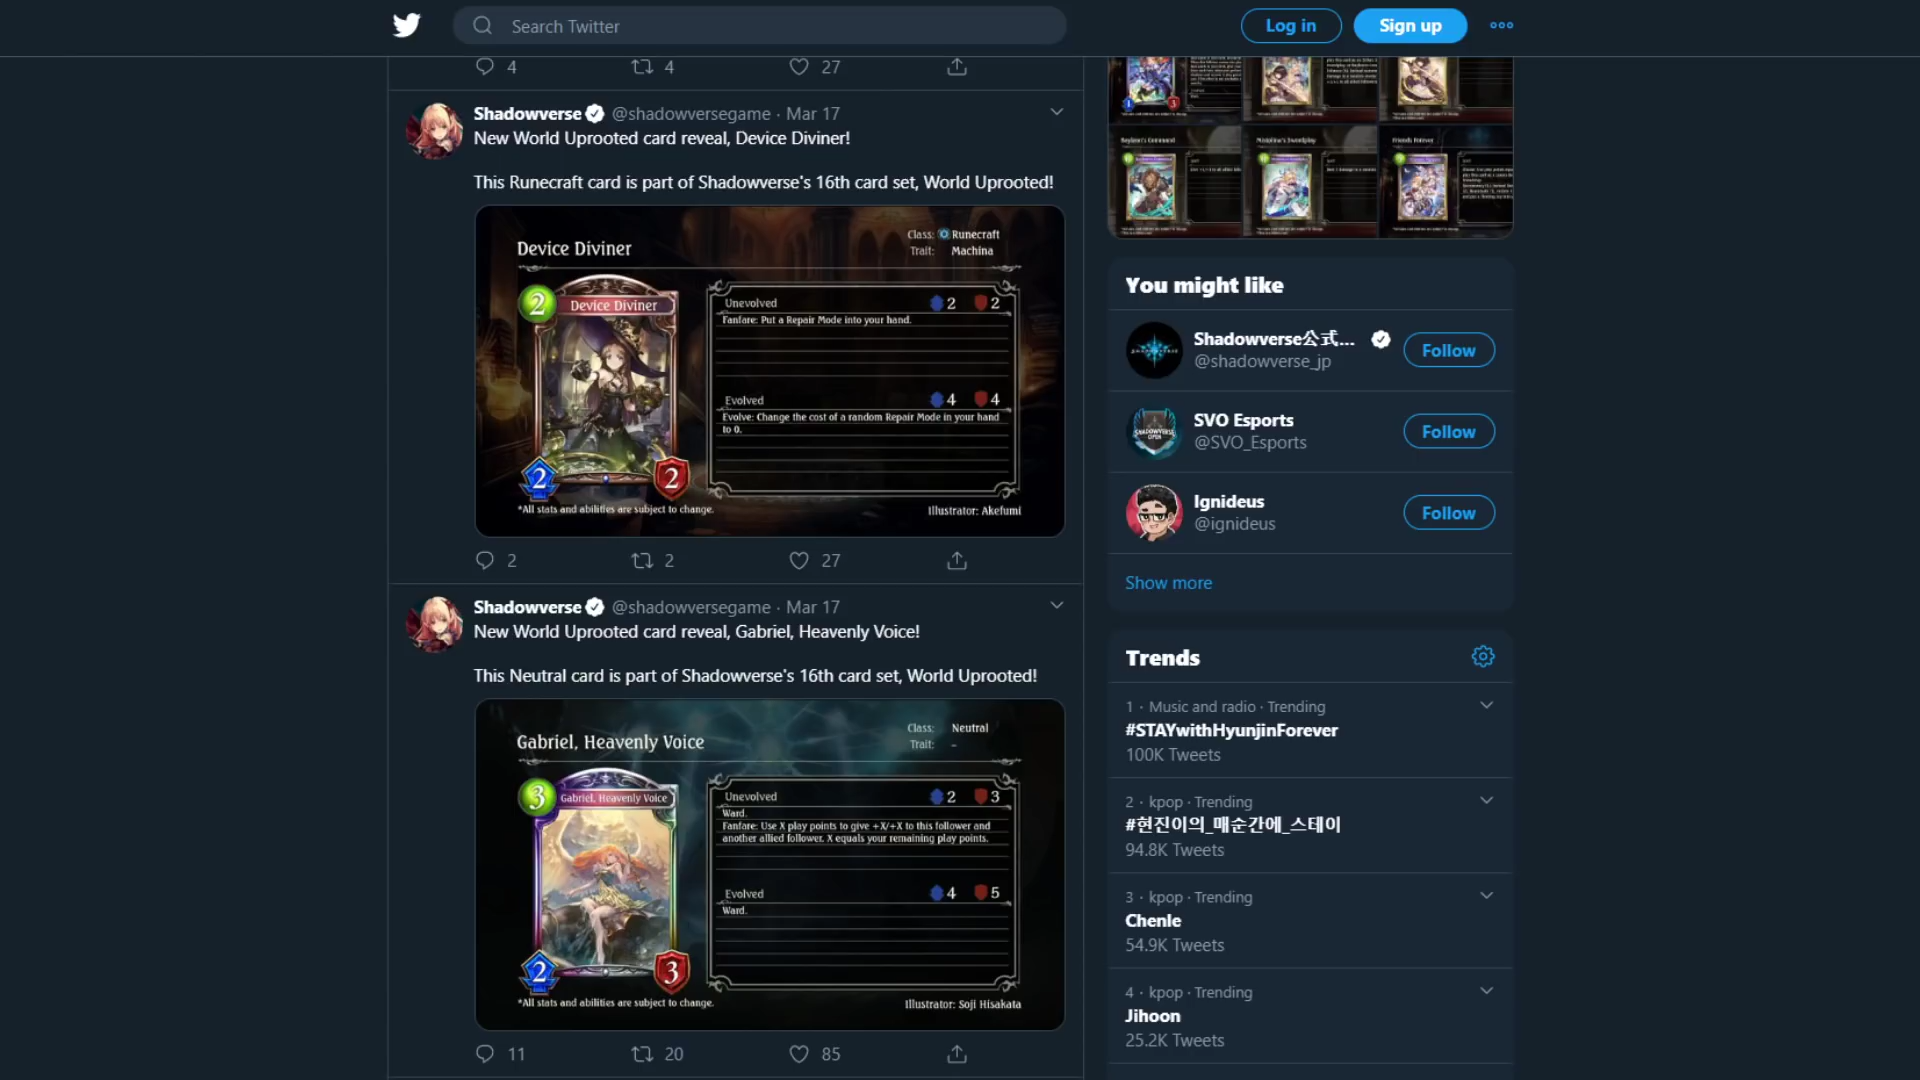 Search Twitter
Log in
Sign up
4
4
27
Shadowverse @shadowversegame · Mar 17
New World Uprooted card reveal, Device Diviner!
This Runecraft card is part of Shadowverse's 16th card set, World Uprooted!
Device Diviner
Class: Runecraft
Trait: Machina
2
Device Diviner
Unevolved 2 2
Fanfare: Put a Repair Mode into your hand.
Evolved 4 4
Evolve: Change the cost of a random Repair Mode in your hand
to 0.
2
2
*All stats and abilities are subject to change.
Illustrator: Akefumi
2
2
27
Shadowverse @shadowversegame · Mar 17
New World Uprooted card reveal, Gabriel, Heavenly Voice!
This Neutral card is part of Shadowverse's 16th card set, World Uprooted!
Gabriel, Heavenly Voice
Class: Neutral
Trait: -
3
Gabriel, Heavenly Voice
Unevolved 2 3
Ward.
Fanfare: Use X play points to give +X/+X to this follower and
another allied follower. X equals your remaining play points.
Evolved 4 5
Ward.
2
3
*All stats and abilities are subject to change.
Illustrator: Soji Hisakata
11
20
85
Friends Forever
You might like
Shadowverse公式...
@shadowverse_jp
Follow
SVO Esports
@SVO_Esports
Follow
Ignideus
@ignideus
Follow
Show more
Trends
1 · Music and radio · Trending
#STAYwithHyunjinForever
100K Tweets
2 · kpop · Trending
#현진이의_매순간에_스테이
94.8K Tweets
3 · kpop · Trending
Chenle
54.9K Tweets
4 · kpop · Trending
Jihoon
25.2K Tweets